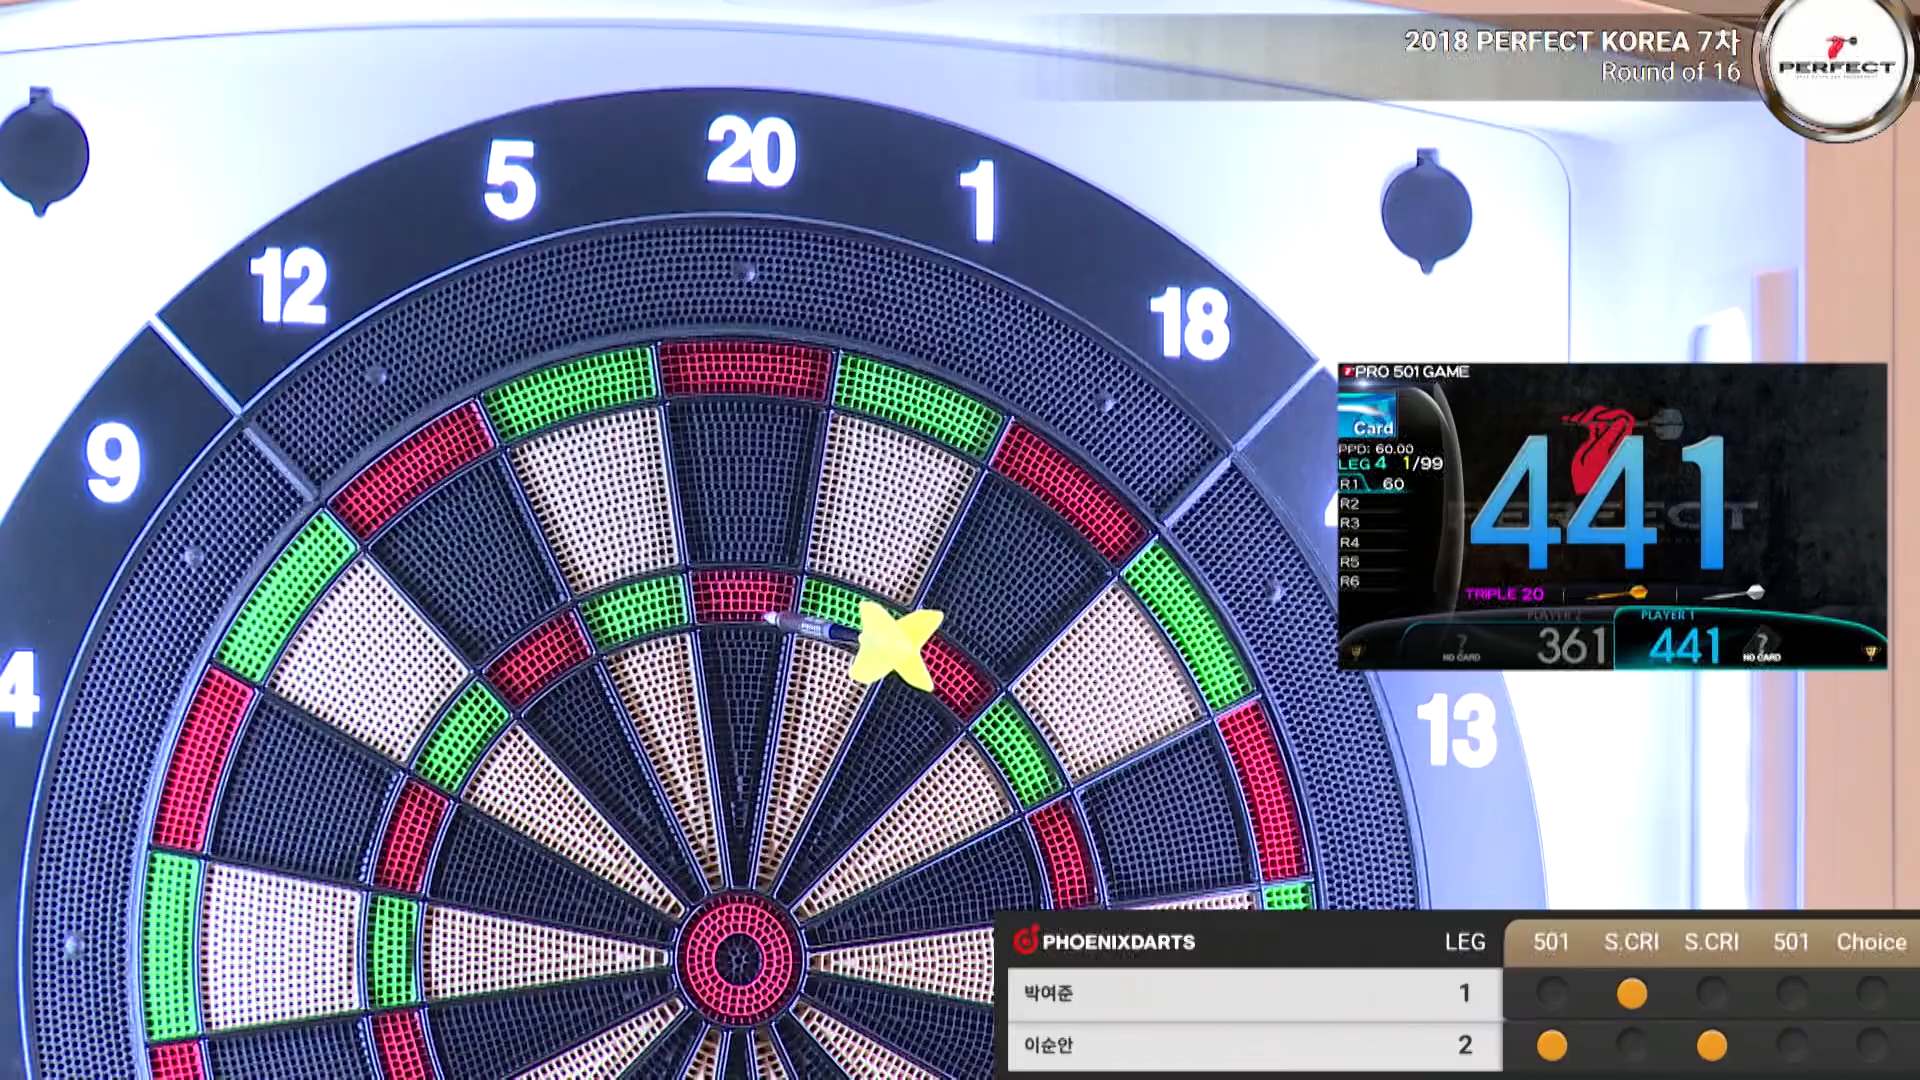 2018 PERFECT KOREA 7차
Round of 16
PERFECT
5
20
1
12
18
9
4
13
PRO 501 GAME
Card
PPD: 60.00
LEG 4 1/99
R1 60
R2
R3
R4
R5
R6
441
PERFECT
TRIPLE 20
PLAYER 2
PLAYER 1
NO CARD
361
441
NO CARD
PHOENIXDARTS LEG 501 S.CRI S.CRI 501 Choice
박여준 1
이순안 2